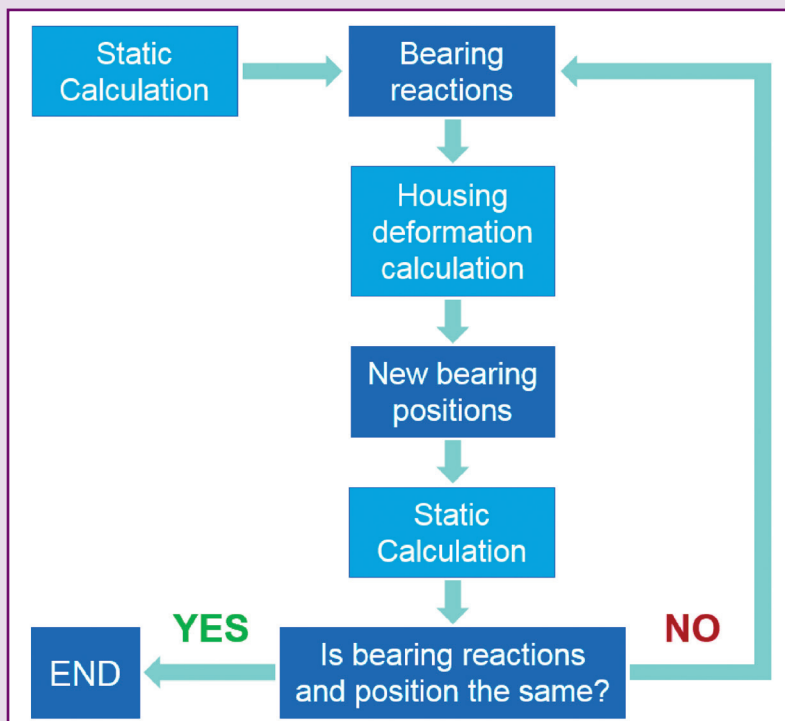 Static
Calculation
Bearing
reactions
Housing
deformation
calculation
New bearing
positions
Static
Calculation
YES
NO
END
Is bearing reactions
and position the same?